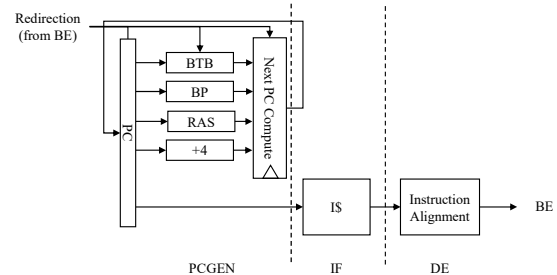 Redirection
(from BE)
BTB
BP
RAS
+4
PC
Next PC Compute
I$
Instruction
Alignment
BE
PCGEN
IF
DE